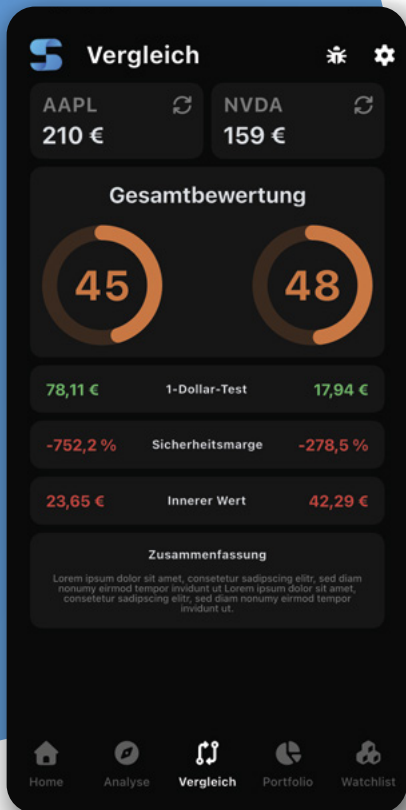 Vergleich
AAPL
210 €
NVDA
159 €
Gesamtbewertung
45
48
78,11 € 1-Dollar-Test 17,94 €
-752,2 % Sicherheitsmarge -278,5 %
23,65 € Innerer Wert 42,29 €
Zusammenfassung
Lorem ipsum dolor sit amet, consetetur sadipscing elitr, sed diam
nonumy eirmod tempor invidunt ut Lorem ipsum dolor sit amet,
consetetur sadipscing elitr, sed diam nonumy eirmod tempor
invidunt ut.
Home Analyse Vergleich Portfolio Watchlist